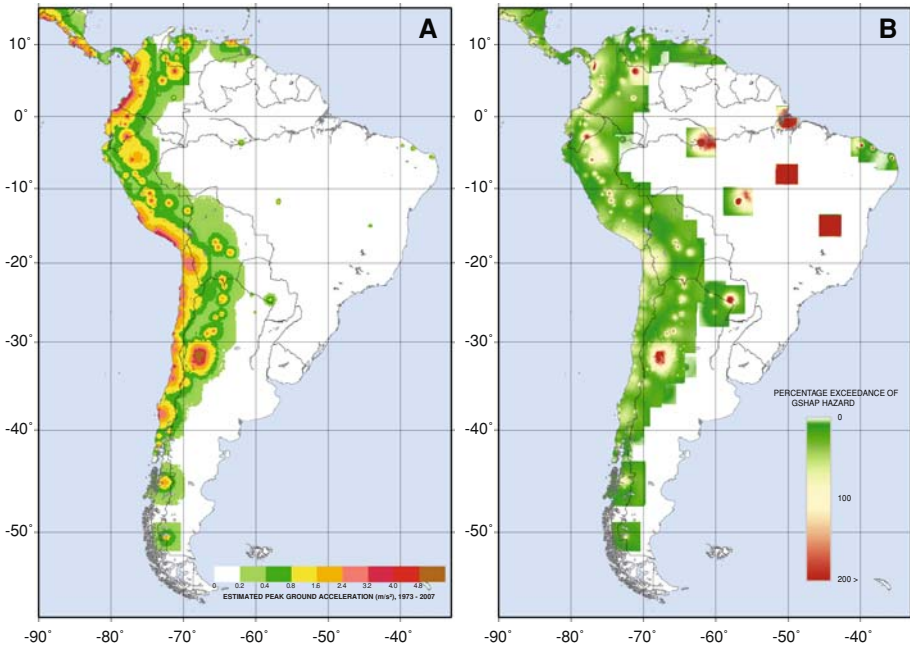 A
B
10°
0°
-10°
-20°
-30°
-40°
-50°
10°
0°
-10°
-20°
-30°
-40°
-50°
PERCENTAGE EXCEEDANCE OF
GSHAP HAZARD
0
100
200 >
0 0.2 0.4 0.8 1.6 2.4 3.2 4.0 4.8
ESTIMATED PEAK GROUND ACCELERATION (m/s²), 1973 - 2007
-90° -80° -70° -60° -50° -40° -90° -80° -70° -60° -50° -40°